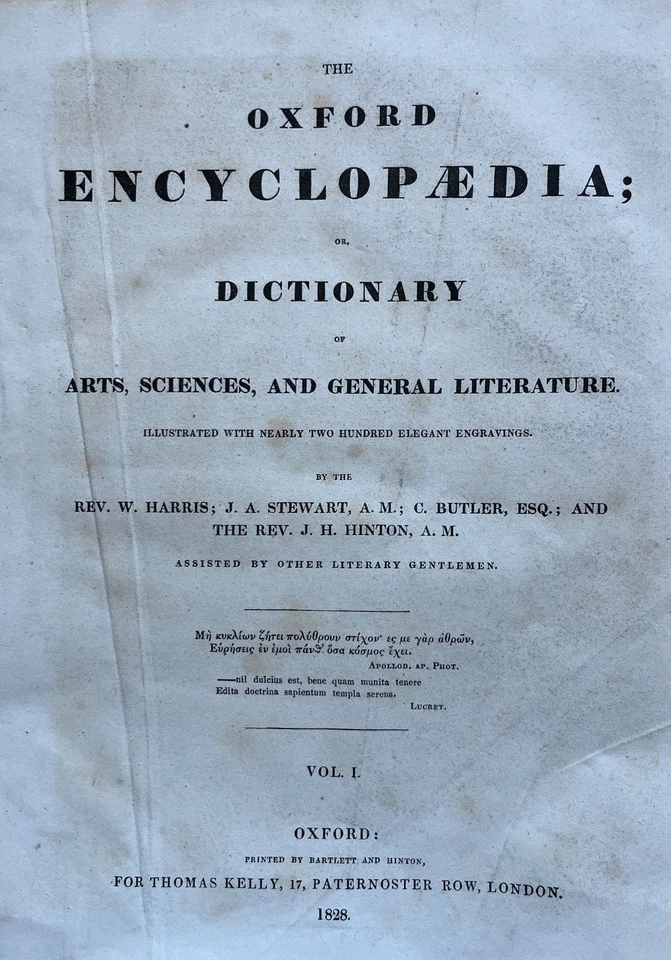 THE
OXFORD
ENCYCLOPÆDIA;
OR,
DICTIONARY
OF
ARTS, SCIENCES, AND GENERAL LITERATURE.
ILLUSTRATED WITH NEARLY TWO HUNDRED ELEGANT ENGRAVINGS.
BY THE
REV. W. HARRIS; J. A. STEWART, A. M.; C. BUTLER, ESQ.; AND
THE REV. J. H. HINTON, A. M.
ASSISTED BY OTHER LITERARY GENTLEMEN.
Μὴ κυκλίων ζήτει πολύθρουν στίχον· ες με γὰρ ἀθρῶν,
Εὑρήσεις ἐν ἐμοὶ πάνθ' ὅσα κόσμος ἔχει.
APOLLOD. AP. PHOT.
——nil dulcius est, bene quam munita tenere
Edita doctrina sapientum templa serena.
LUCRET.
VOL. I.
OXFORD:
PRINTED BY BARTLETT AND HINTON,
FOR THOMAS KELLY, 17, PATERNOSTER ROW, LONDON.
1828.